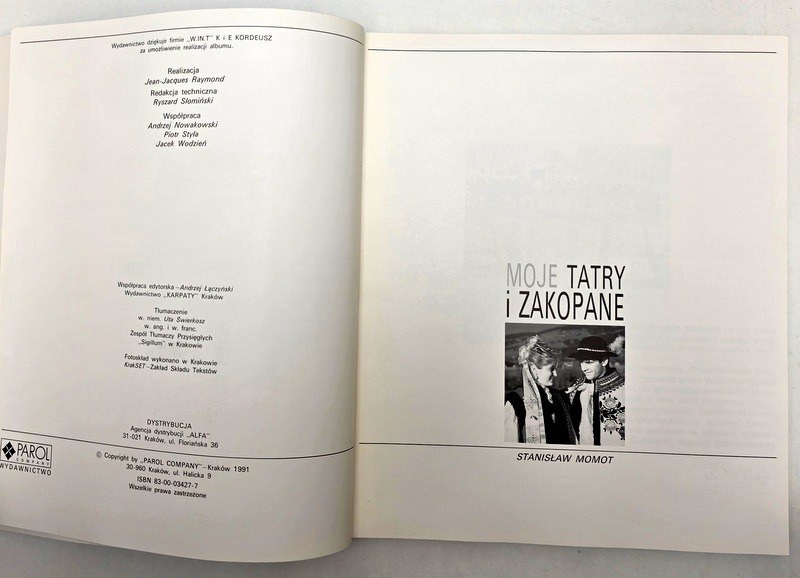 Wydawnictwo dziękuje firmie „W.IN.T" K i E KORDEUSZ
za umożliwienie realizacji albumu.
Realizacja
Jean-Jacques Raymond
Redakcja techniczna
Ryszard Słomiński
Współpraca
Andrzej Nowakowski
Piotr Styla
Jacek Wodzień
Współpraca edytorska – Andrzej Łączyński
Wydawnictwo „KARPATY" Kraków
Tłumaczenie
w. niem. Uta Świerkosz
w. ang. i w. franc.
Zespół Tłumaczy Przysięgłych
„Sigillum" w Krakowie
Fotoskład wykonano w Krakowie
KrakSET – Zakład Składu Tekstów
DYSTRYBUCJA
Agencja dystrybucji „ALFA"
31-021 Kraków, ul. Floriańska 36
PAROL
COMPANY
WYDAWNICTWO
© Copyright by „PAROL COMPANY" – Kraków 1991
30-960 Kraków, ul. Halicka 9
ISBN 83-00-03427-7
Wszelkie prawa zastrzeżone
MOJE TATRY
i ZAKOPANE
STANISŁAW MOMOT